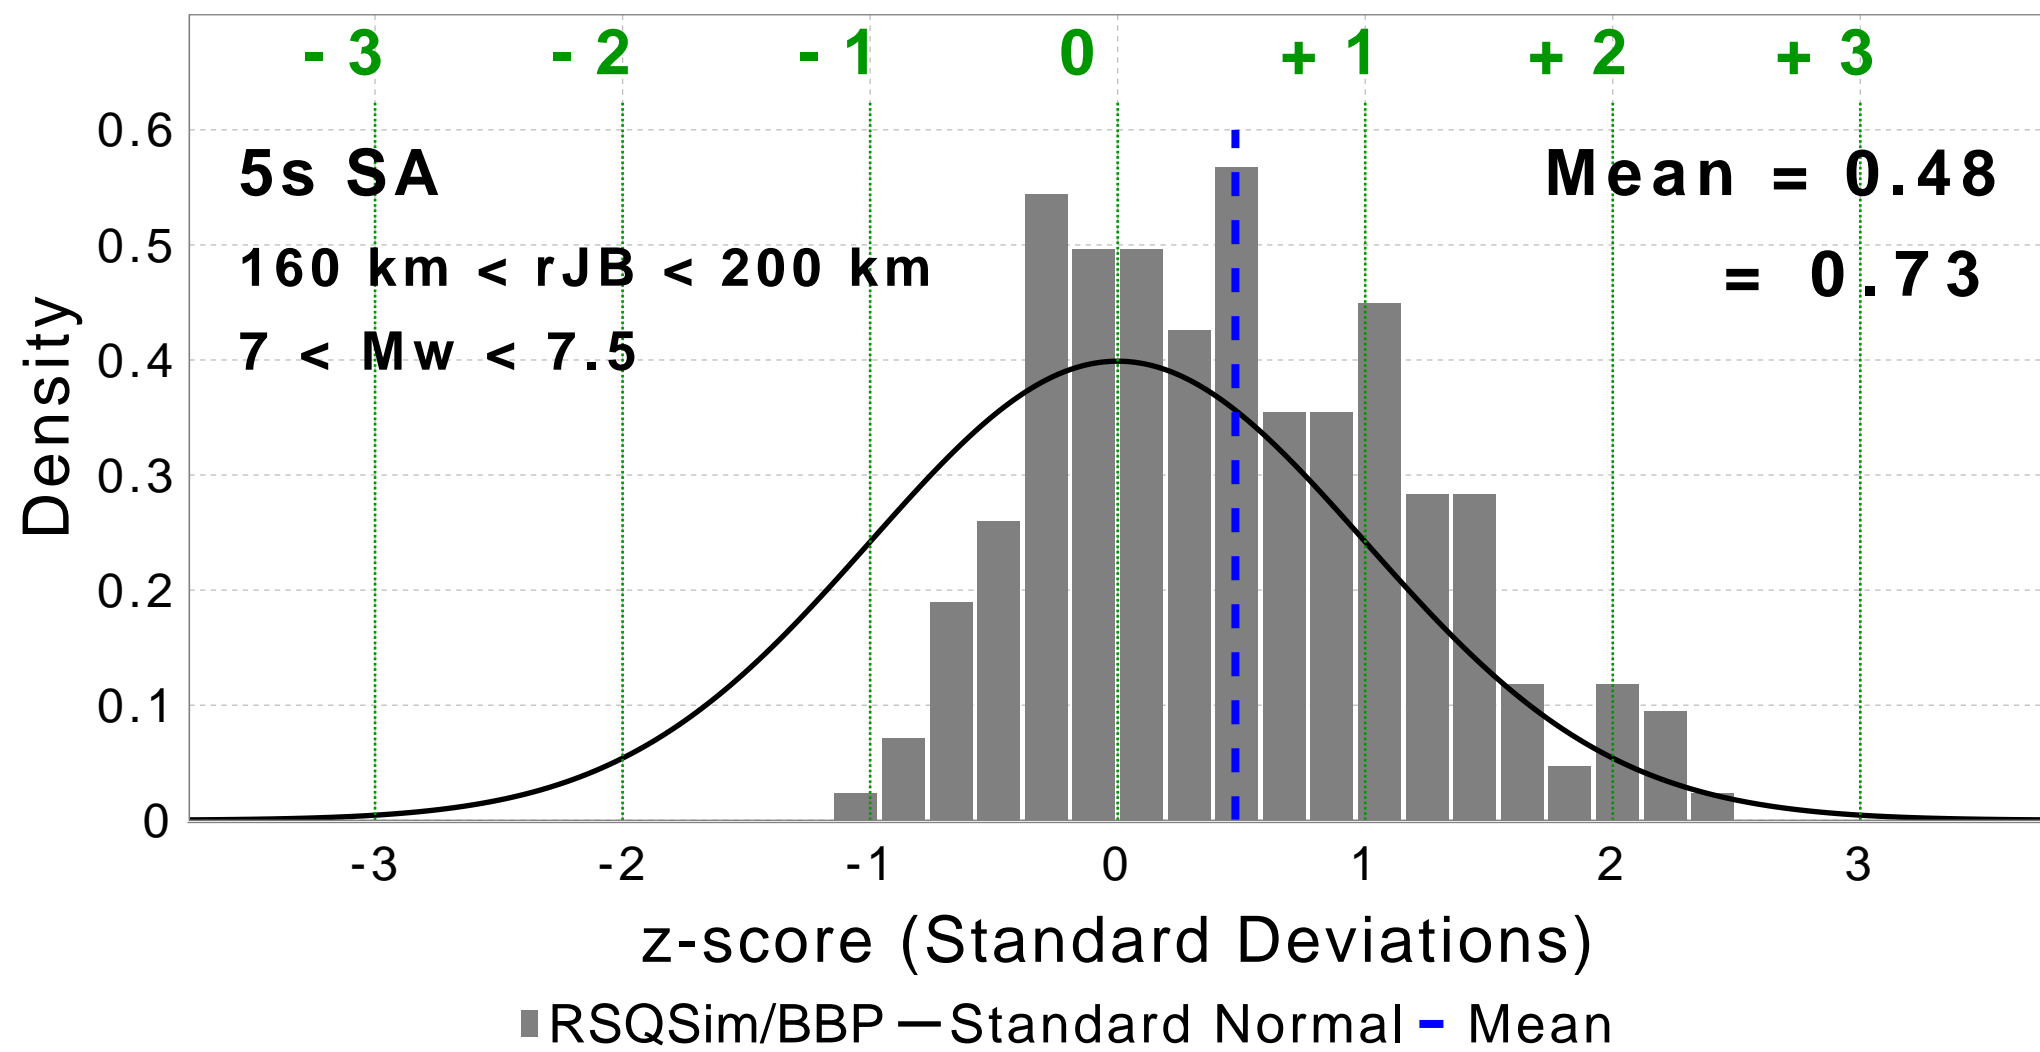 - 3 - 2 - 1 0 + 1 + 2 + 3
0.6
0.5
0.4
0.3
0.2
0.1
0
Density
5s SA
160 km < rJB < 200 km
7 < Mw < 7.5
Mean = 0.48
= 0.73
-3 -2 -1 0 1 2 3
z-score (Standard Deviations)
RSQSim/BBP Standard Normal Mean